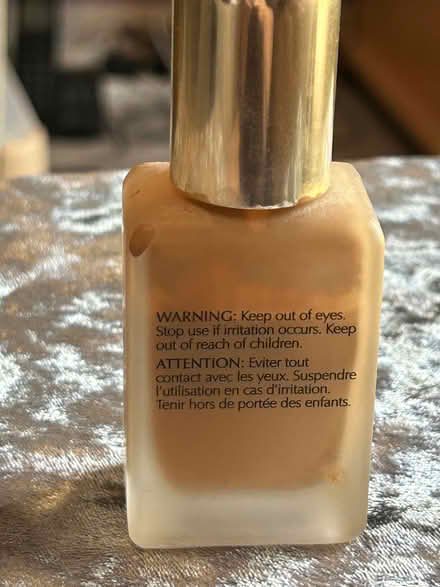 WARNING: Keep out of eyes.
Stop use if irritation occurs. Keep
out of reach of children.
ATTENTION: Eviter tout
contact avec les yeux. Suspendre
l'utilisation en cas d'irritation.
Tenir hors de portée des enfants.